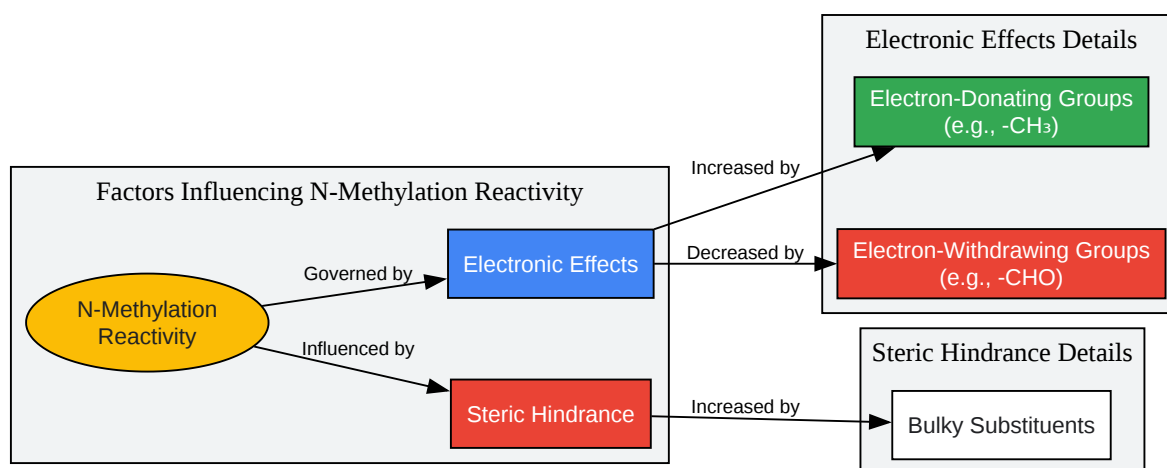 Factors Influencing N-Methylation Reactivity
N-Methylation
Reactivity
Governed by
Influenced by
Electronic Effects
Steric Hindrance
Increased by
Decreased by
Increased by
Electronic Effects Details
Electron-Donating Groups
(e.g., -CH₃)
Electron-Withdrawing Groups
(e.g., -CHO)
Steric Hindrance Details
Bulky Substituents